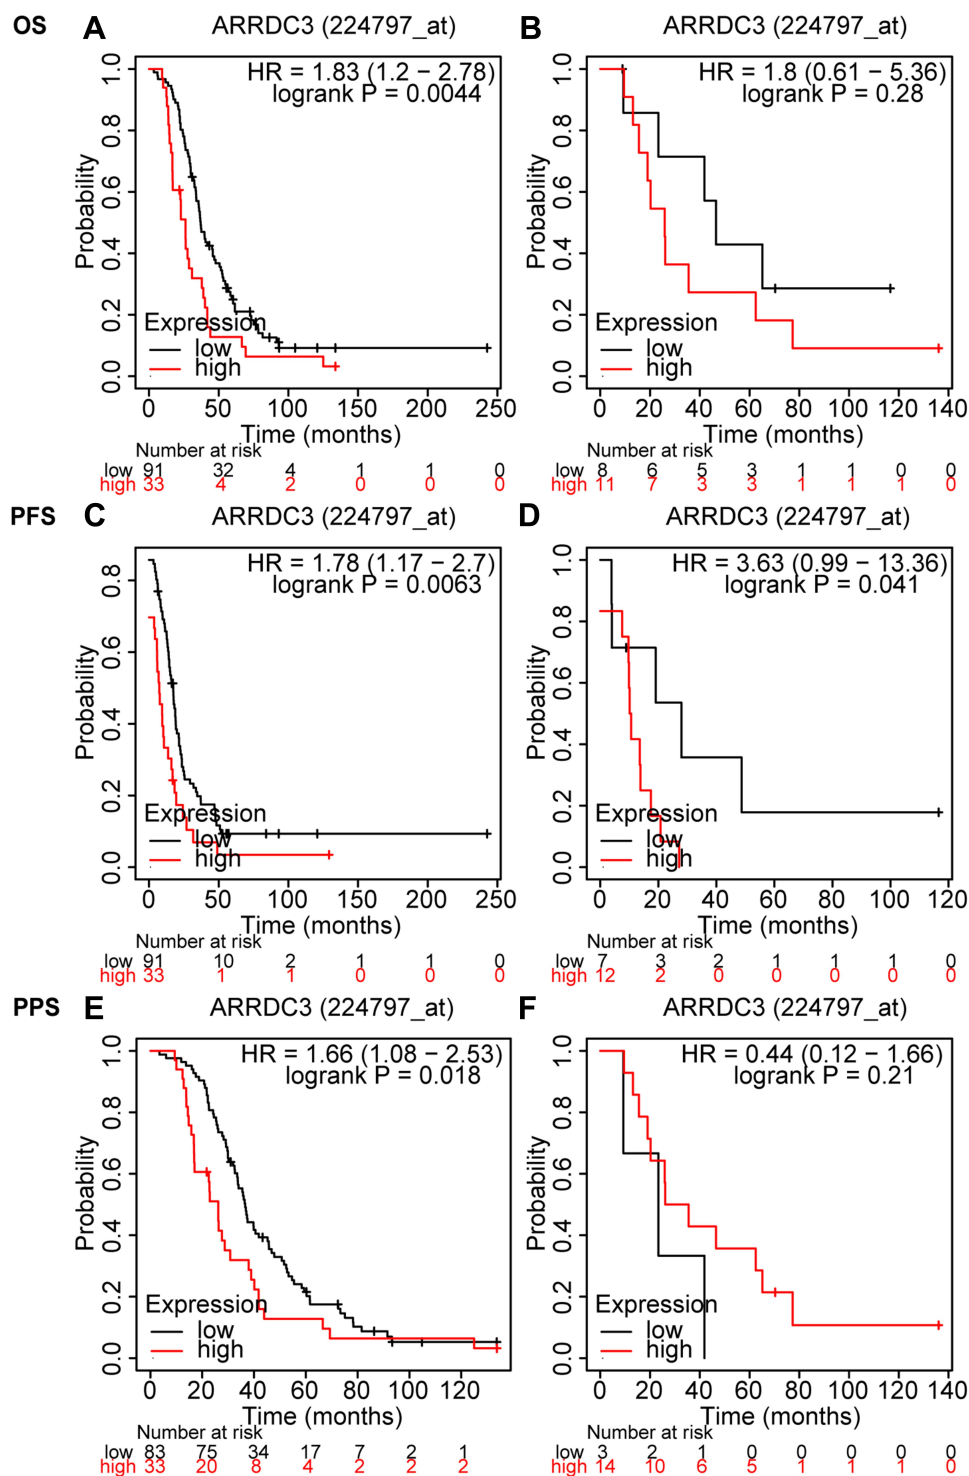 OS
A
ARRDC3 (224797_at)
HR = 1.83 (1.2 − 2.78)
logrank P = 0.0044
Probability
0.0 0.2 0.4 0.6 0.8 1.0
Expression
low
high
0 50 100 150 200 250
Time (months)
Number at risk
low 91 32 4 1 1 0
high 33 4 2 0 0 0
B
ARRDC3 (224797_at)
HR = 1.8 (0.61 − 5.36)
logrank P = 0.28
Probability
0.0 0.2 0.4 0.6 0.8 1.0
Expression
low
high
0 20 40 60 80 100 120 140
Time (months)
Number at risk
low 8 6 5 3 1 1 0 0
high 11 7 3 3 1 1 1 0
PFS
C
ARRDC3 (224797_at)
HR = 1.78 (1.17 − 2.7)
logrank P = 0.0063
Probability
0.0 0.2 0.4 0.6 0.8
Expression
low
high
0 50 100 150 200 250
Time (months)
Number at risk
low 91 10 2 1 1 0
high 33 1 1 0 0 0
D
ARRDC3 (224797_at)
HR = 3.63 (0.99 − 13.36)
logrank P = 0.041
Probability
0.0 0.2 0.4 0.6 0.8 1.0
Expression
low
high
0 20 40 60 80 100 120
Time (months)
Number at risk
low 7 3 2 1 1 1 0
high 12 2 0 0 0 0 0
PPS
E
ARRDC3 (224797_at)
HR = 1.66 (1.08 − 2.53)
logrank P = 0.018
Probability
0.0 0.2 0.4 0.6 0.8 1.0
Expression
low
high
0 20 40 60 80 100 120
Time (months)
Number at risk
low 83 75 34 17 7 2 1
high 33 20 8 4 2 2 2
F
ARRDC3 (224797_at)
HR = 0.44 (0.12 − 1.66)
logrank P = 0.21
Probability
0.0 0.2 0.4 0.6 0.8 1.0
Expression
low
high
0 20 40 60 80 100 120 140
Time (months)
Number at risk
low 3 2 1 0 0 0 0 0
high 14 10 6 5 1 1 1 0